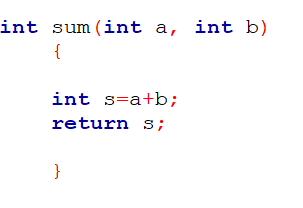 int sum(int a, int b)
{
int s=a+b;
return s;
}